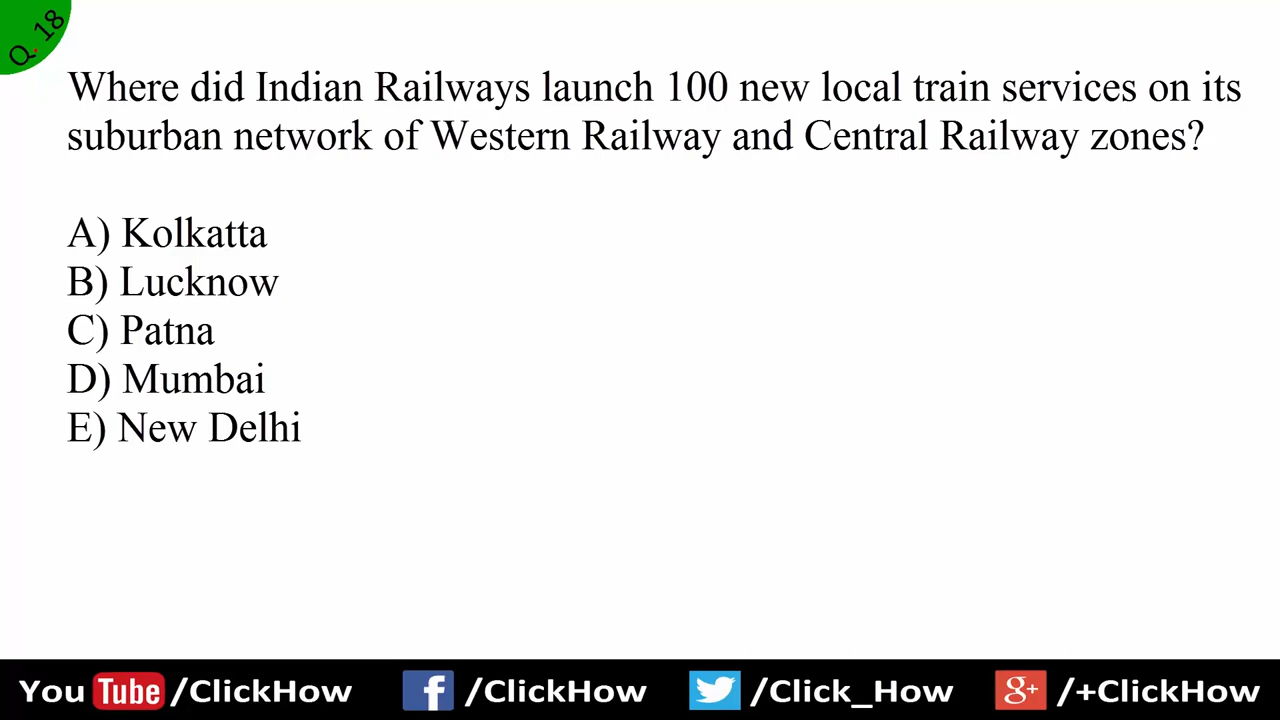 Q. 18
Where did Indian Railways launch 100 new local train services on its
suburban network of Western Railway and Central Railway zones?
A) Kolkatta
B) Lucknow
C) Patna
D) Mumbai
E) New Delhi
You Tube /ClickHow f /ClickHow /Click_How g+ /+ClickHow